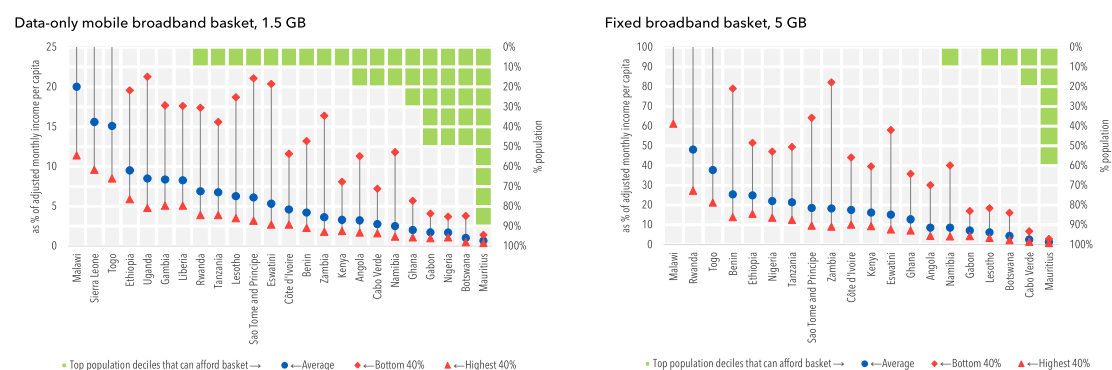 Data-only mobile broadband basket, 1.5 GB
as % of adjusted monthly income per capita
25
20
15
10
5
0
0%
10%
20%
30%
40%
50%
60%
70%
80%
90%
100%
% population
Malawi
Sierra Leone
Togo
Ethiopia
Uganda
Gambia
Liberia
Rwanda
Tanzania
Lesotho
Sao Tome and Principe
Eswatini
Côte d'Ivoire
Benin
Zambia
Kenya
Angola
Cabo Verde
Namibia
Ghana
Gabon
Nigeria
Botswana
Mauritius
Top population deciles that can afford basket →
←Average
←Bottom 40%
←Highest 40%
Fixed broadband basket, 5 GB
as % of adjusted monthly income per capita
100
90
80
70
60
50
40
30
20
10
0
0%
10%
20%
30%
40%
50%
60%
70%
80%
90%
100%
% population
Malawi
Rwanda
Togo
Benin
Ethiopia
Nigeria
Tanzania
Sao Tome and Principe
Zambia
Côte d'Ivoire
Kenya
Eswatini
Ghana
Angola
Namibia
Gabon
Lesotho
Botswana
Cabo Verde
Mauritius
Top population deciles that can afford basket →
←Average
←Bottom 40%
←Highest 40%